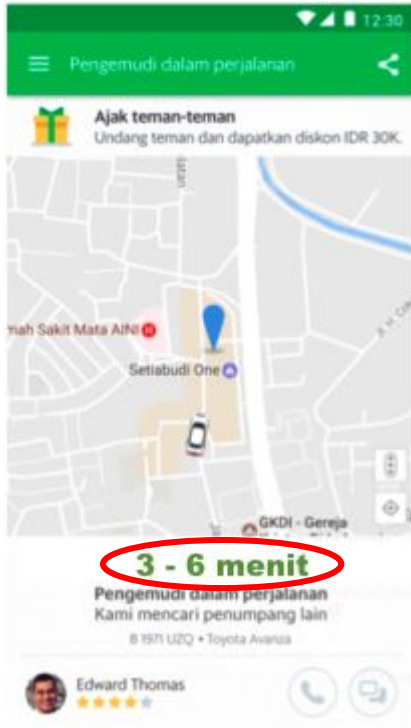 12:30
Pengemudi dalam perjalanan
Ajak teman-teman
Undang teman dan dapatkan diskon IDR 30K.
mah Sakit Mata AINI
Setiabudi One
GKDI - Gereja
3 - 6 menit
Pengemudi dalam perjalanan
Kami mencari penumpang lain
B 1971 UZQ • Toyota Avanza
Edward Thomas